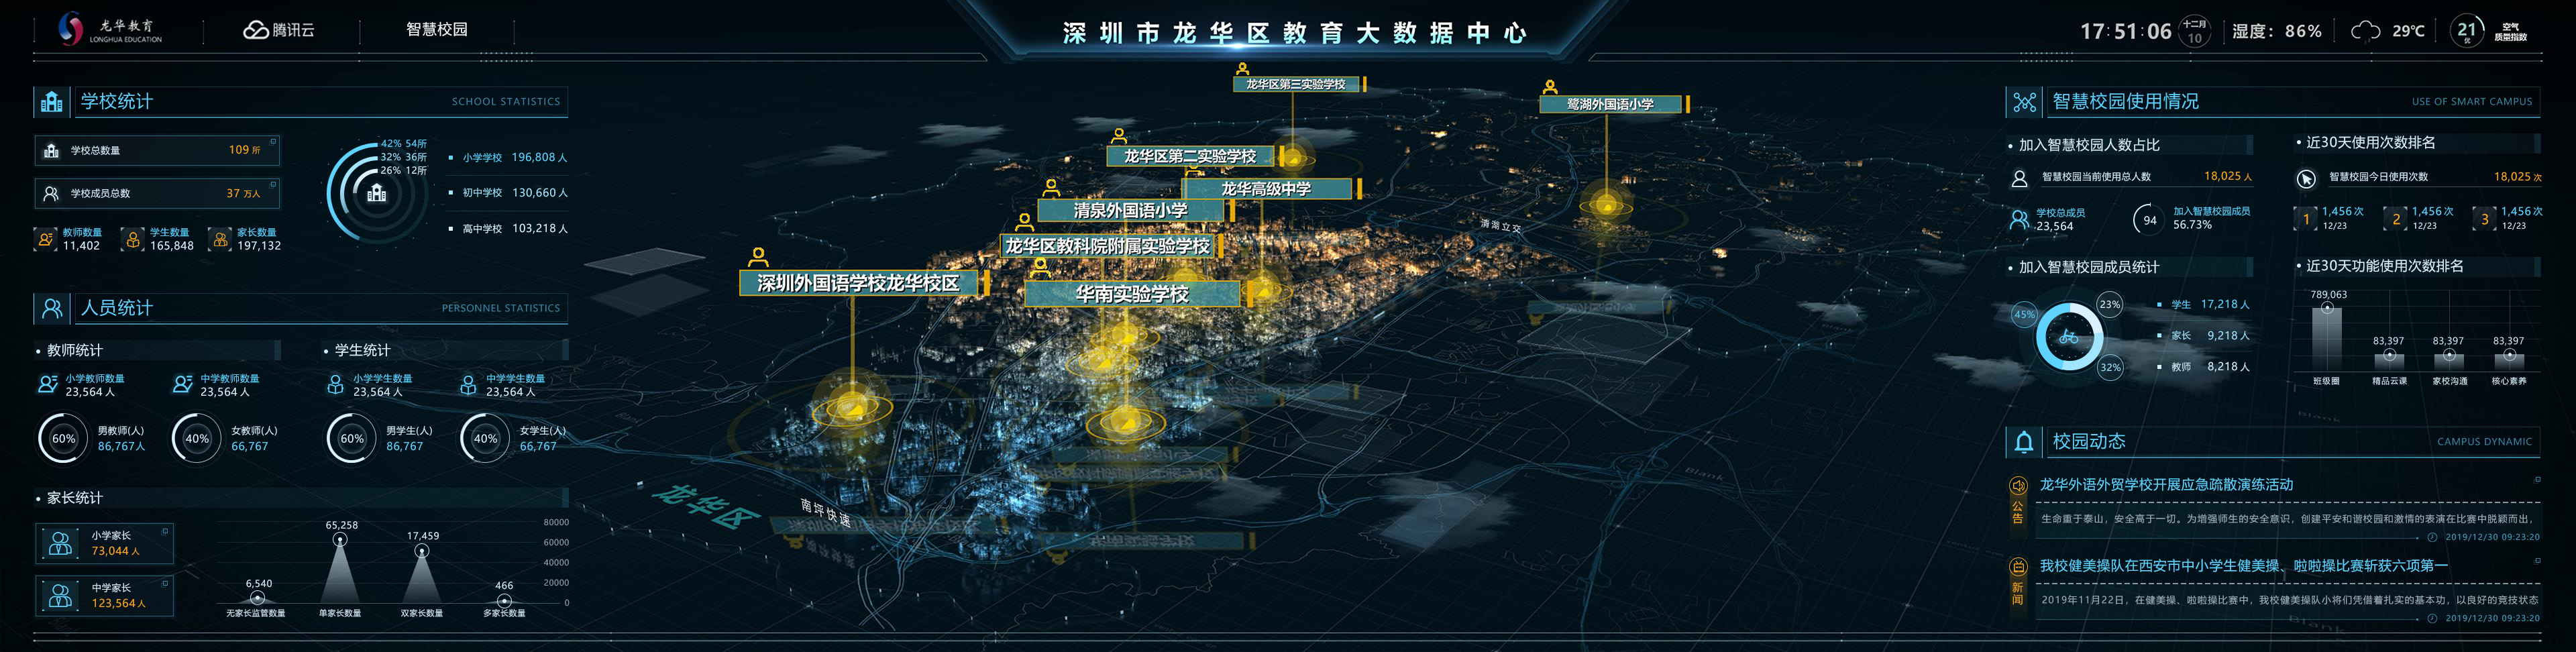 龙华教育
LONGHUA EDUCATION
腾讯云
智慧校园
深圳市龙华区教育大数据中心
17:51:06
十二月
10
湿度：86%
29℃
21
优
空气
质量指数
学校统计
SCHOOL STATISTICS
学校总数量
109 所
学校成员总数
37 万人
教师数量
11,402
学生数量
165,848
家长数量
197,132
42% 54所
32% 36所
26% 12所
小学学校 196,808 人
初中学校 130,660 人
高中学校 103,218 人
人员统计
PERSONNEL STATISTICS
教师统计
小学教师数量
23,564 人
中学教师数量
23,564 人
60%
男教师(人)
86,767人
40%
女教师(人)
66,767
学生统计
小学学生数量
23,564 人
中学学生数量
23,564 人
60%
男学生(人)
86,767
40%
女学生(人)
66,767
家长统计
小学家长
73,044 人
中学家长
123,564 人
6,540
65,258
17,459
466
80000
60000
40000
20000
0
无家长监管数量
单家长数量
双家长数量
多家长数量
龙华区第三实验学校
鹭湖外国语小学
龙华区第二实验学校
龙华高级中学
清泉外国语小学
龙华区教科院附属实验学校
深圳外国语学校龙华校区
华南实验学校
清湖立交
龙华区
南坪快速
Blank
Blank
智慧校园使用情况
USE OF SMART CAMPUS
加入智慧校园人数占比
智慧校园当前使用总人数
18,025 人
学校总成员
23,564
94
加入智慧校园成员
56.73%
近30天使用次数排名
智慧校园今日使用次数
18,025 次
1
1,456 次
12/23
2
1,456 次
12/23
3
1,456 次
12/23
加入智慧校园成员统计
45%
23%
32%
学生 17,218 人
家长 9,218 人
教师 8,218 人
近30天功能使用次数排名
789,063
83,397
83,397
83,397
班级圈
精品云课
家校沟通
核心素养
Blank
校园动态
CAMPUS DYNAMIC
公告
龙华外语外贸学校开展应急疏散演练活动
生命重于泰山，安全高于一切。为增强师生的安全意识，创建平安和谐校园和激情的表演在比赛中脱颖而出，
2019/12/30 09:23:20
新闻
我校健美操队在西安市中小学生健美操、啦啦操比赛斩获六项第一
2019年11月22日，在健美操、啦啦操比赛中，我校健美操队小将们凭借着扎实的基本功，以良好的竞技状态
2019/12/30 09:23:20
Blank